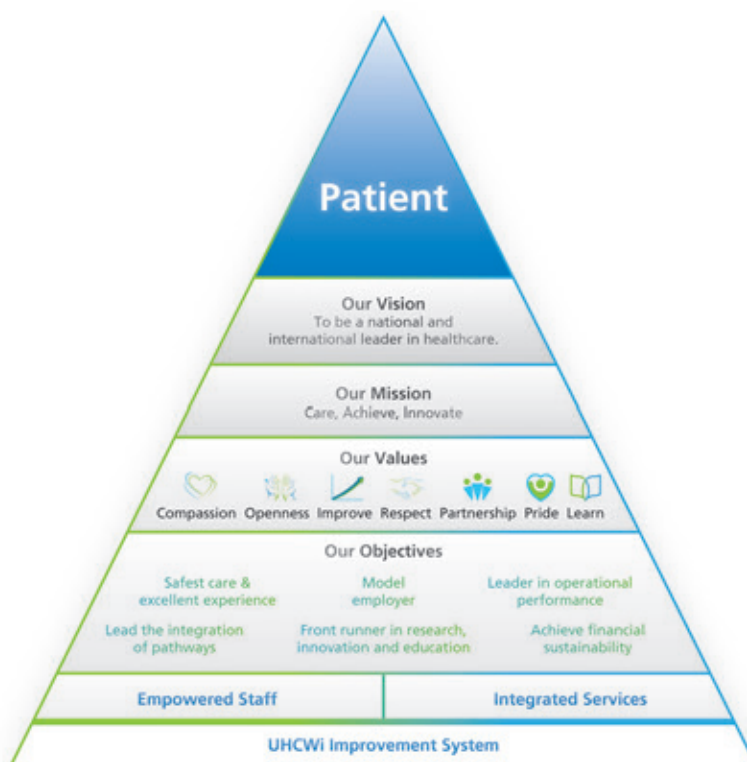 Patient
Our Vision
To be a national and
international leader in healthcare.
Our Mission
Care, Achieve, Innovate
Our Values
Compassion Openness Improve Respect Partnership Pride Learn
Our Objectives
Safest care &
excellent experience
Model
employer
Leader in operational
performance
Lead the integration
of pathways
Front runner in research,
innovation and education
Achieve financial
sustainability
Empowered Staff
Integrated Services
UHCWi Improvement System